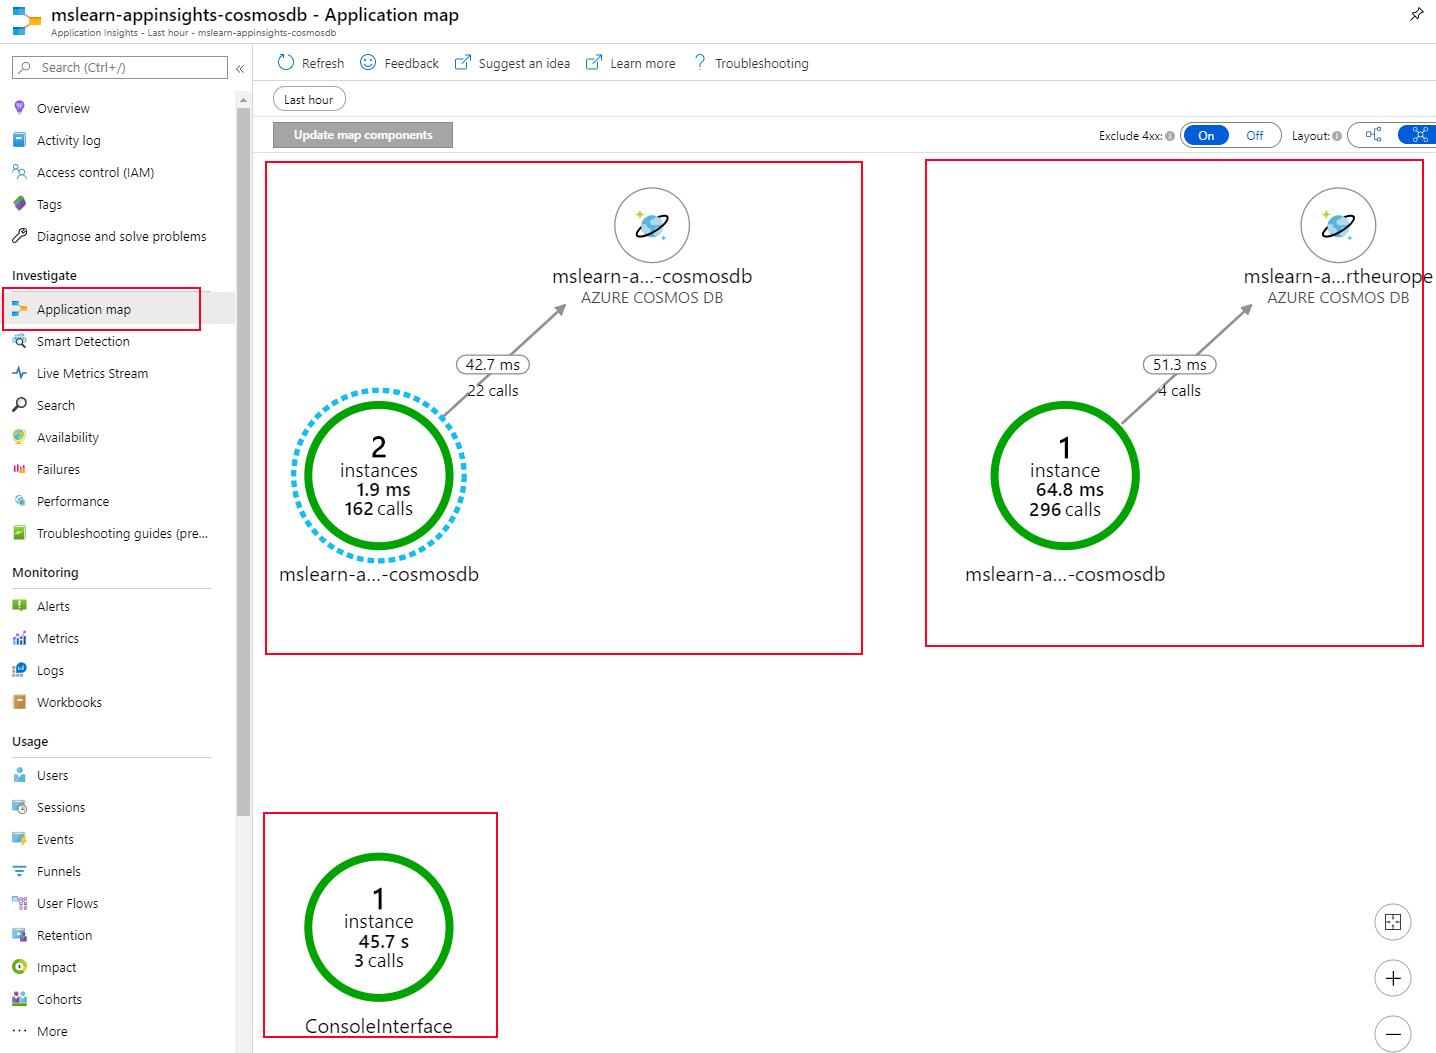 mslearn-appinsights-cosmosdb - Application map
Application Insights - Last hour - mslearn-appinsights-cosmosdb
Search (Ctrl+/)
«
Refresh
Feedback
Suggest an idea
Learn more
? Troubleshooting
Last hour
Update map components
Exclude 4xx:
On
Off
Layout:
Overview
Activity log
Access control (IAM)
Tags
Diagnose and solve problems
Investigate
Application map
Smart Detection
Live Metrics Stream
Search
Availability
Failures
Performance
Troubleshooting guides (pre...
Monitoring
Alerts
Metrics
Logs
Workbooks
Usage
Users
Sessions
Events
Funnels
User Flows
Retention
Impact
Cohorts
... More
mslearn-a...-cosmosdb
AZURE COSMOS DB
42.7 ms
22 calls
2
instances
1.9 ms
162 calls
mslearn-a...-cosmosdb
mslearn-a...rtheurope
AZURE COSMOS DB
51.3 ms
4 calls
1
instance
64.8 ms
296 calls
mslearn-a...-cosmosdb
1
instance
45.7 s
3 calls
ConsoleInterface